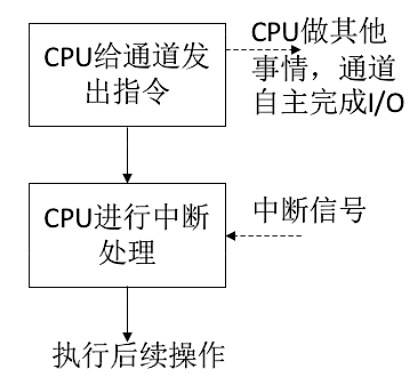 CPU给通道发
出指令
CPU做其他
事情，通道
自主完成I/O
CPU进行中断
处理
中断信号
执行后续操作